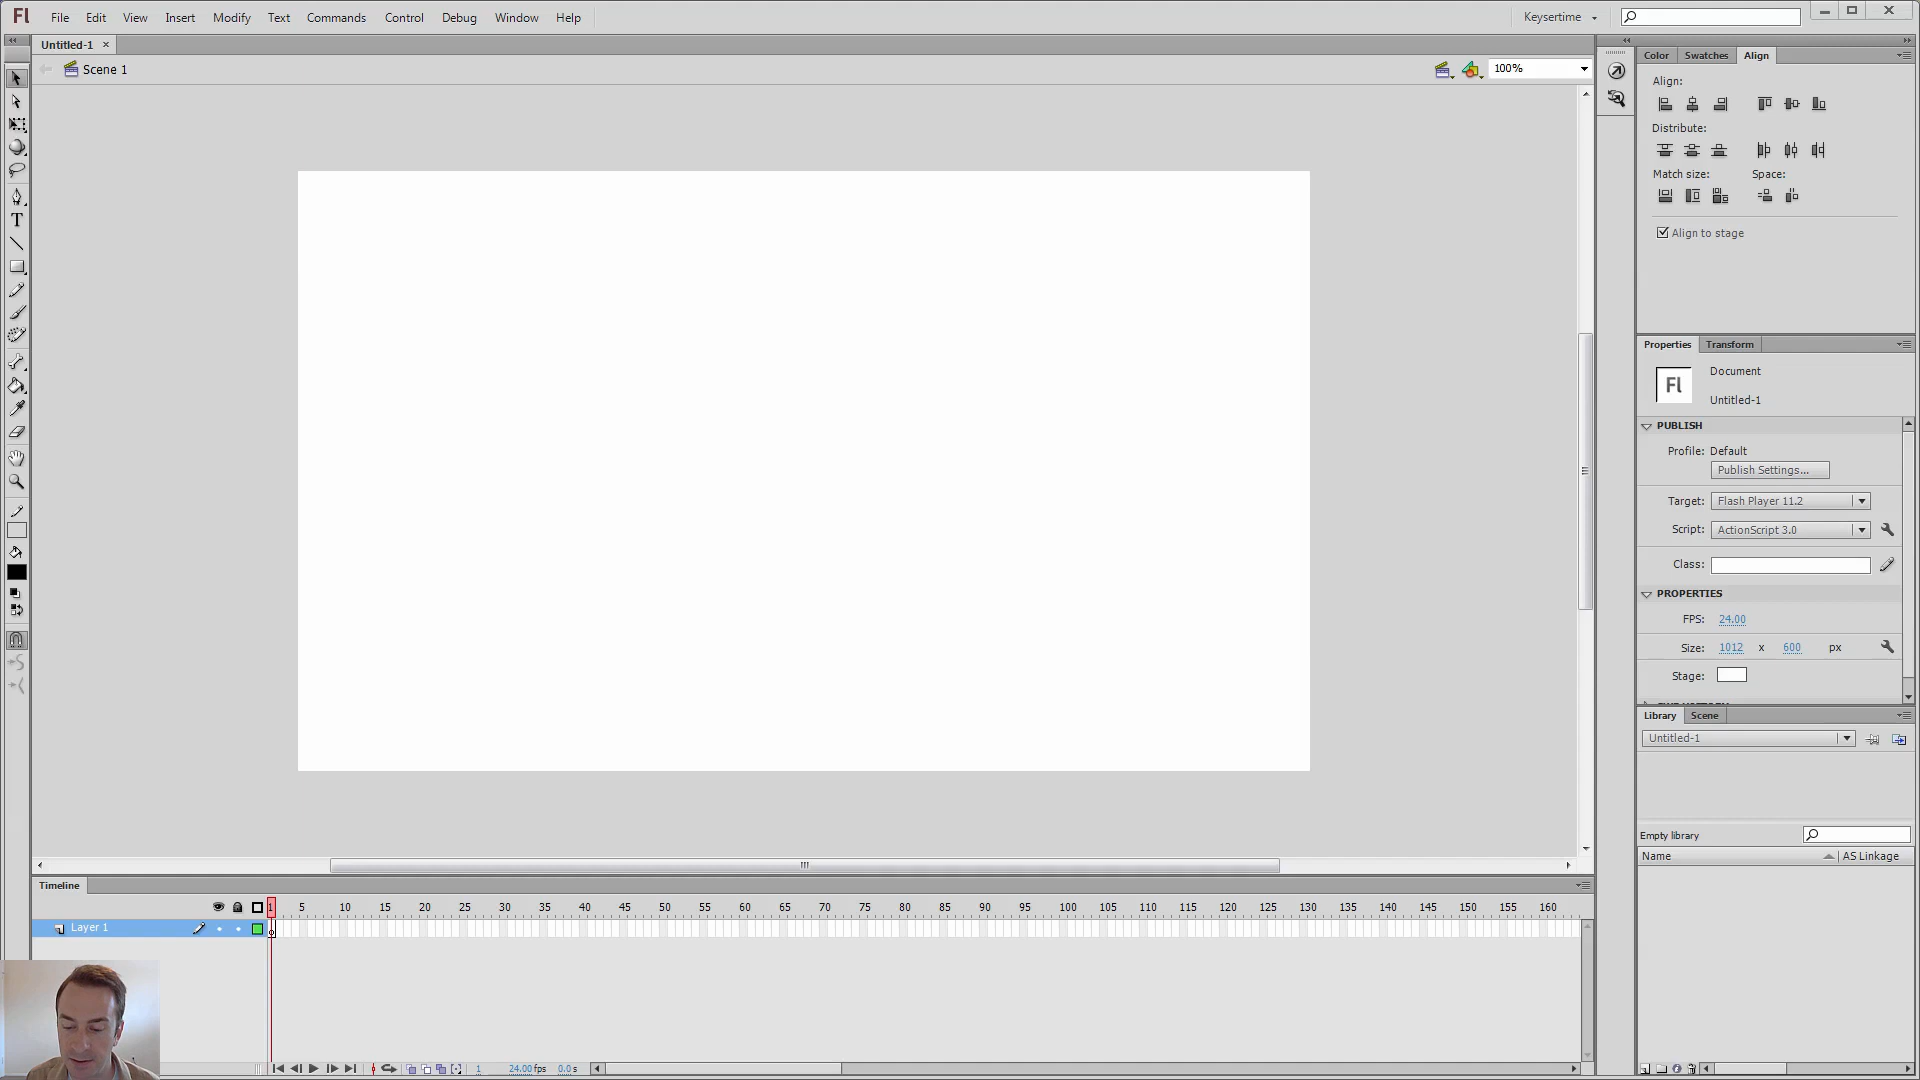 Fl File Edit View Insert Modify Text Commands Control Debug Window Help Keysertime
Untitled-1 ×
Scene 1 100%
Color Swatches Align
Align:
Distribute:
Match size: Space:
Align to stage
Properties Transform
Fl Document
Untitled-1
PUBLISH
Profile: Default
Publish Settings...
Target: Flash Player 11.2
Script: ActionScript 3.0
Class:
PROPERTIES
FPS: 24.00
Size: 1012 x 600 px
Stage:
Library Scene
Untitled-1
Empty library
Name AS Linkage
T
Timeline
1 5 10 15 20 25 30 35 40 45 50 55 60 65 70 75 80 85 90 95 100 105 110 115 120 125 130 135 140 145 150 155 160
Layer 1
1 24.00 fps 0.0 s